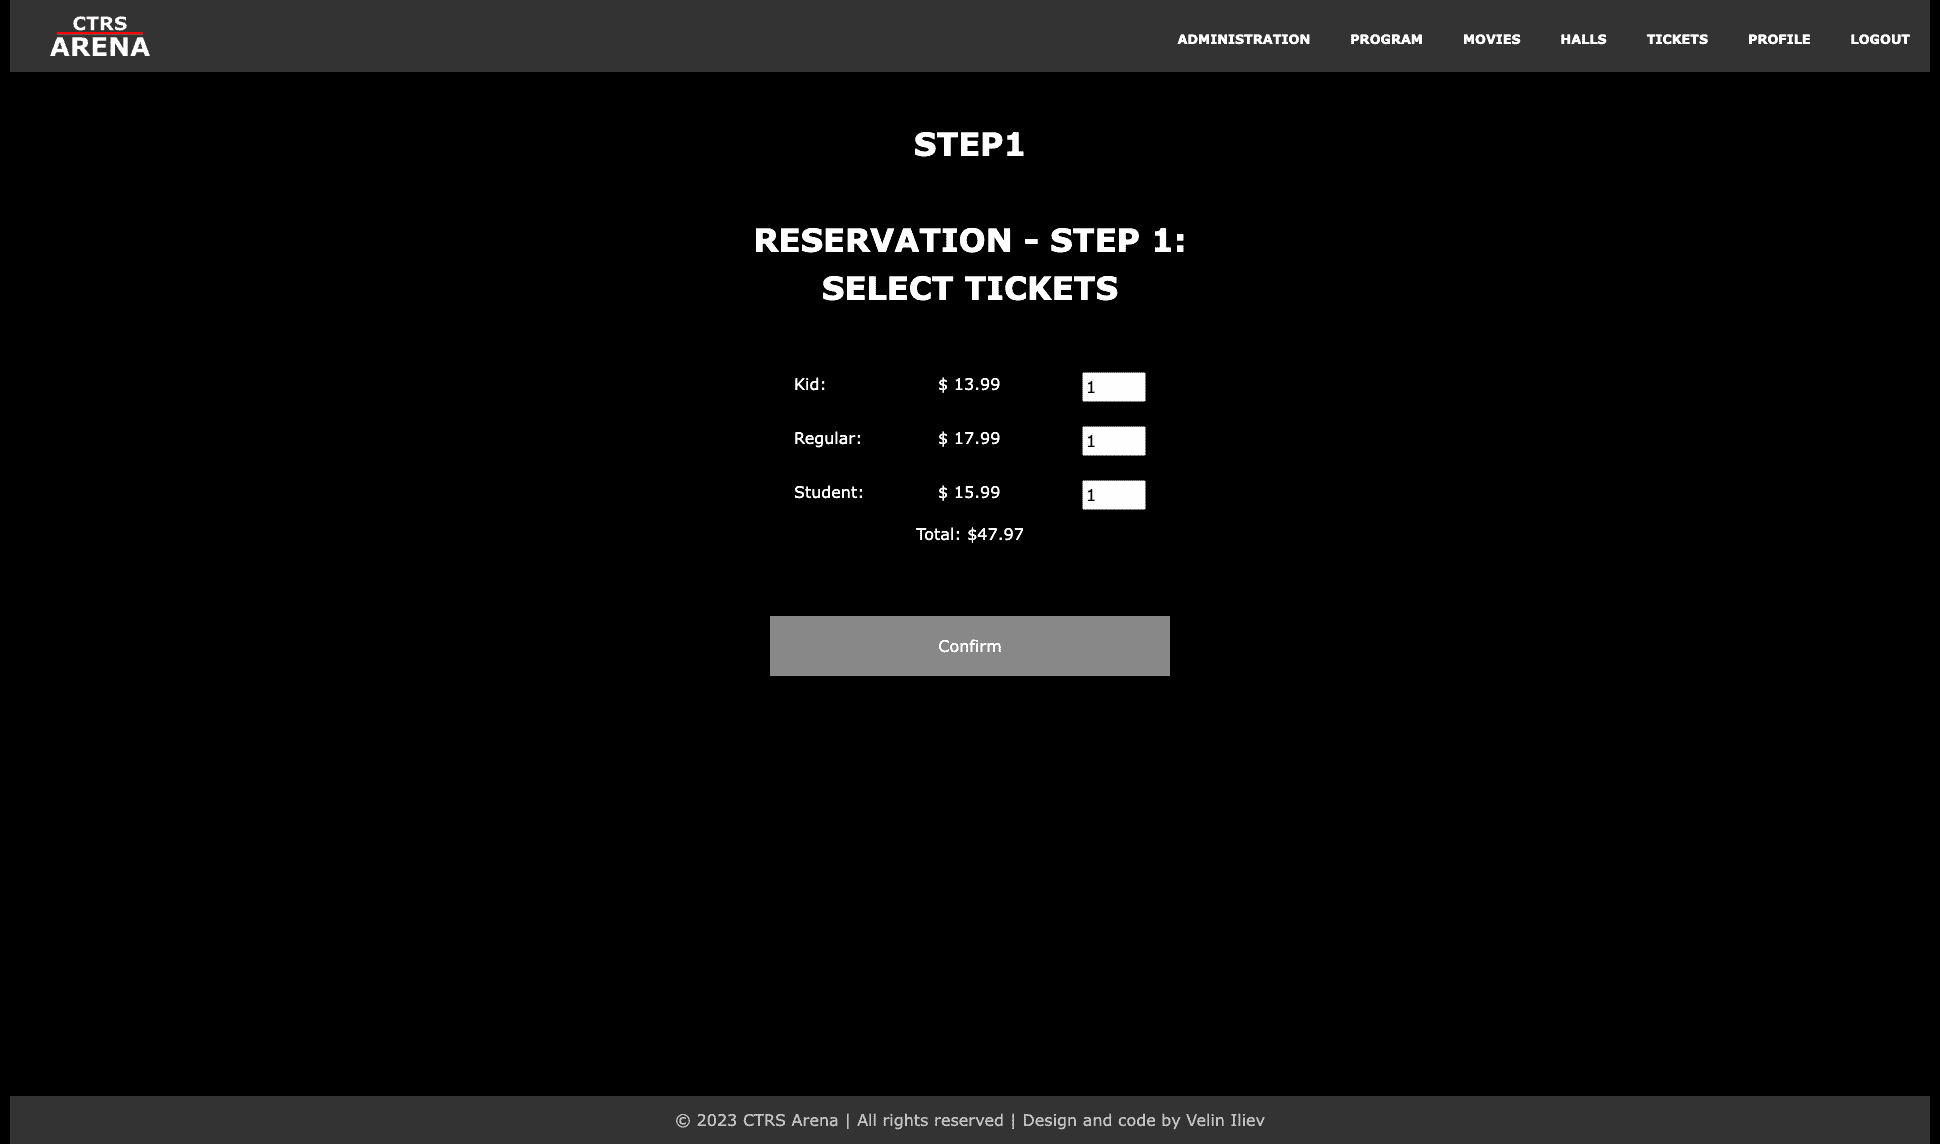 CTRS
ARENA
ADMINISTRATION PROGRAM MOVIES HALLS TICKETS PROFILE LOGOUT
STEP1
RESERVATION - STEP 1:
SELECT TICKETS
Kid: $ 13.99 1
Regular: $ 17.99 1
Student: $ 15.99 1
Total: $47.97
Confirm
© 2023 CTRS Arena | All rights reserved | Design and code by Velin Iliev